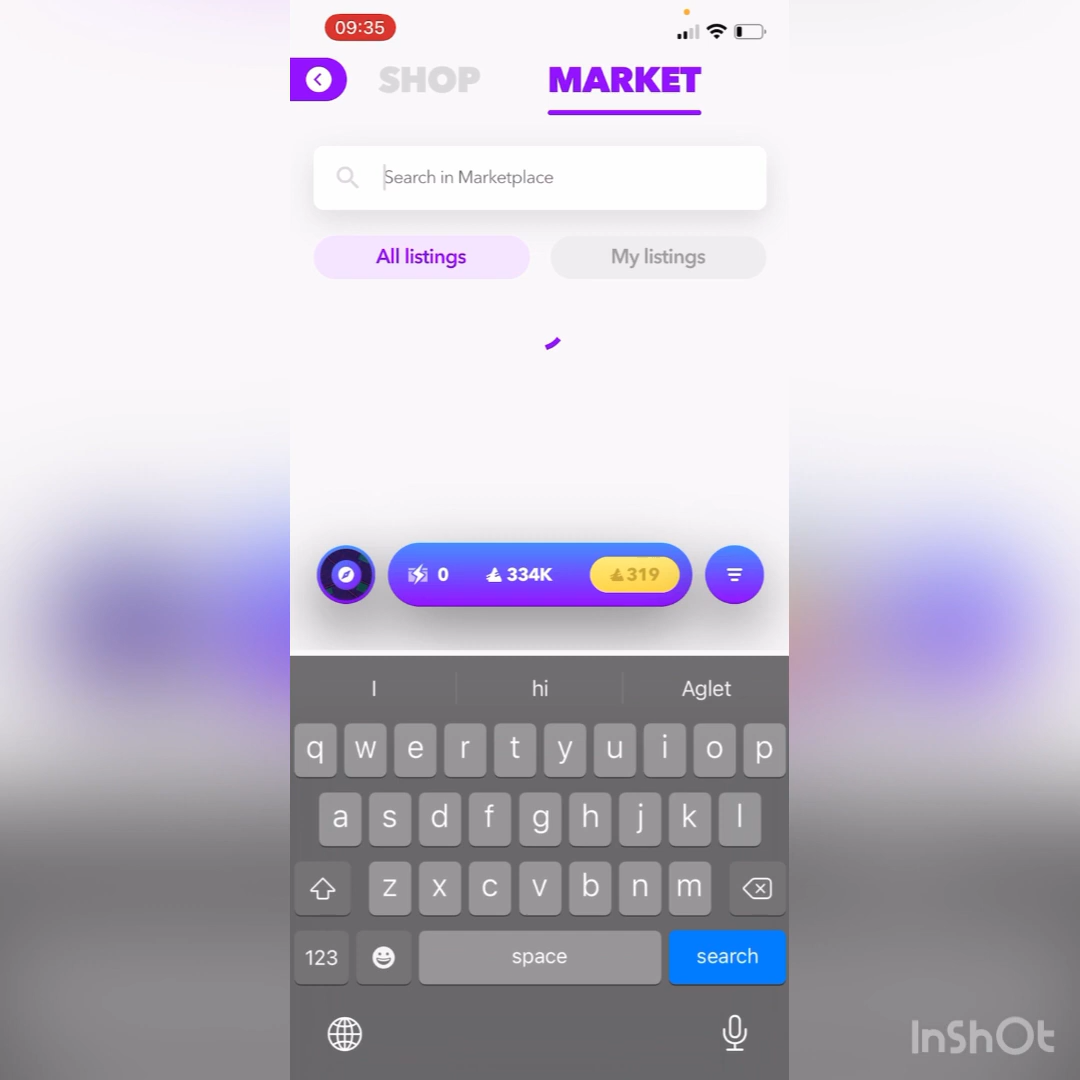 09:35
SHOP MARKET
Search in Marketplace
All listings My listings
0 334K 319
I hi Aglet
q w e r t y u i o p
a s d f g h j k l
z x c v b n m
123 space search
InShOt